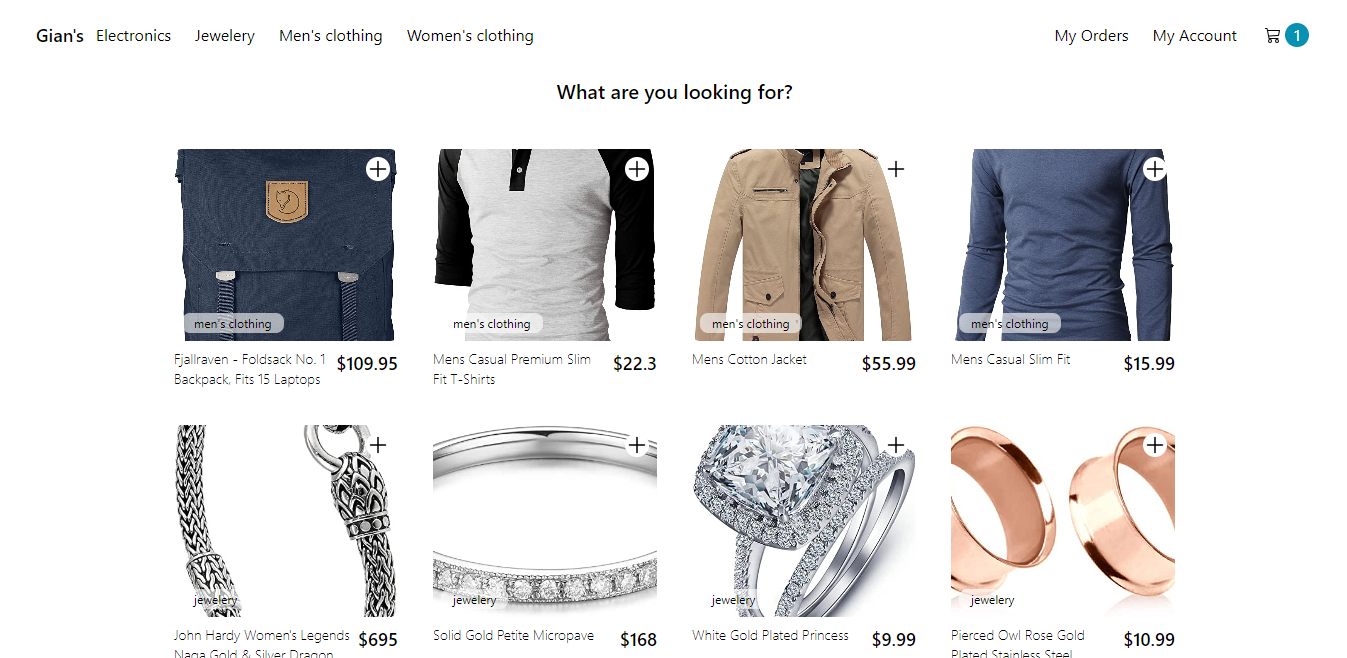 Gian's Electronics Jewelery Men's clothing Women's clothing My Orders My Account 1
What are you looking for?
men's clothing men's clothing men's clothing men's clothing
Fjallraven - Foldsack No. 1 $109.95 Mens Casual Premium Slim $22.3 Mens Cotton Jacket $55.99 Mens Casual Slim Fit $15.99
Backpack, Fits 15 Laptops Fit T-Shirts
jewelery jewelery jewelery jewelery
John Hardy Women's Legends $695 Solid Gold Petite Micropave $168 White Gold Plated Princess $9.99 Pierced Owl Rose Gold $10.99
Naga Gold & Silver Dragon Plated Stainless Steel